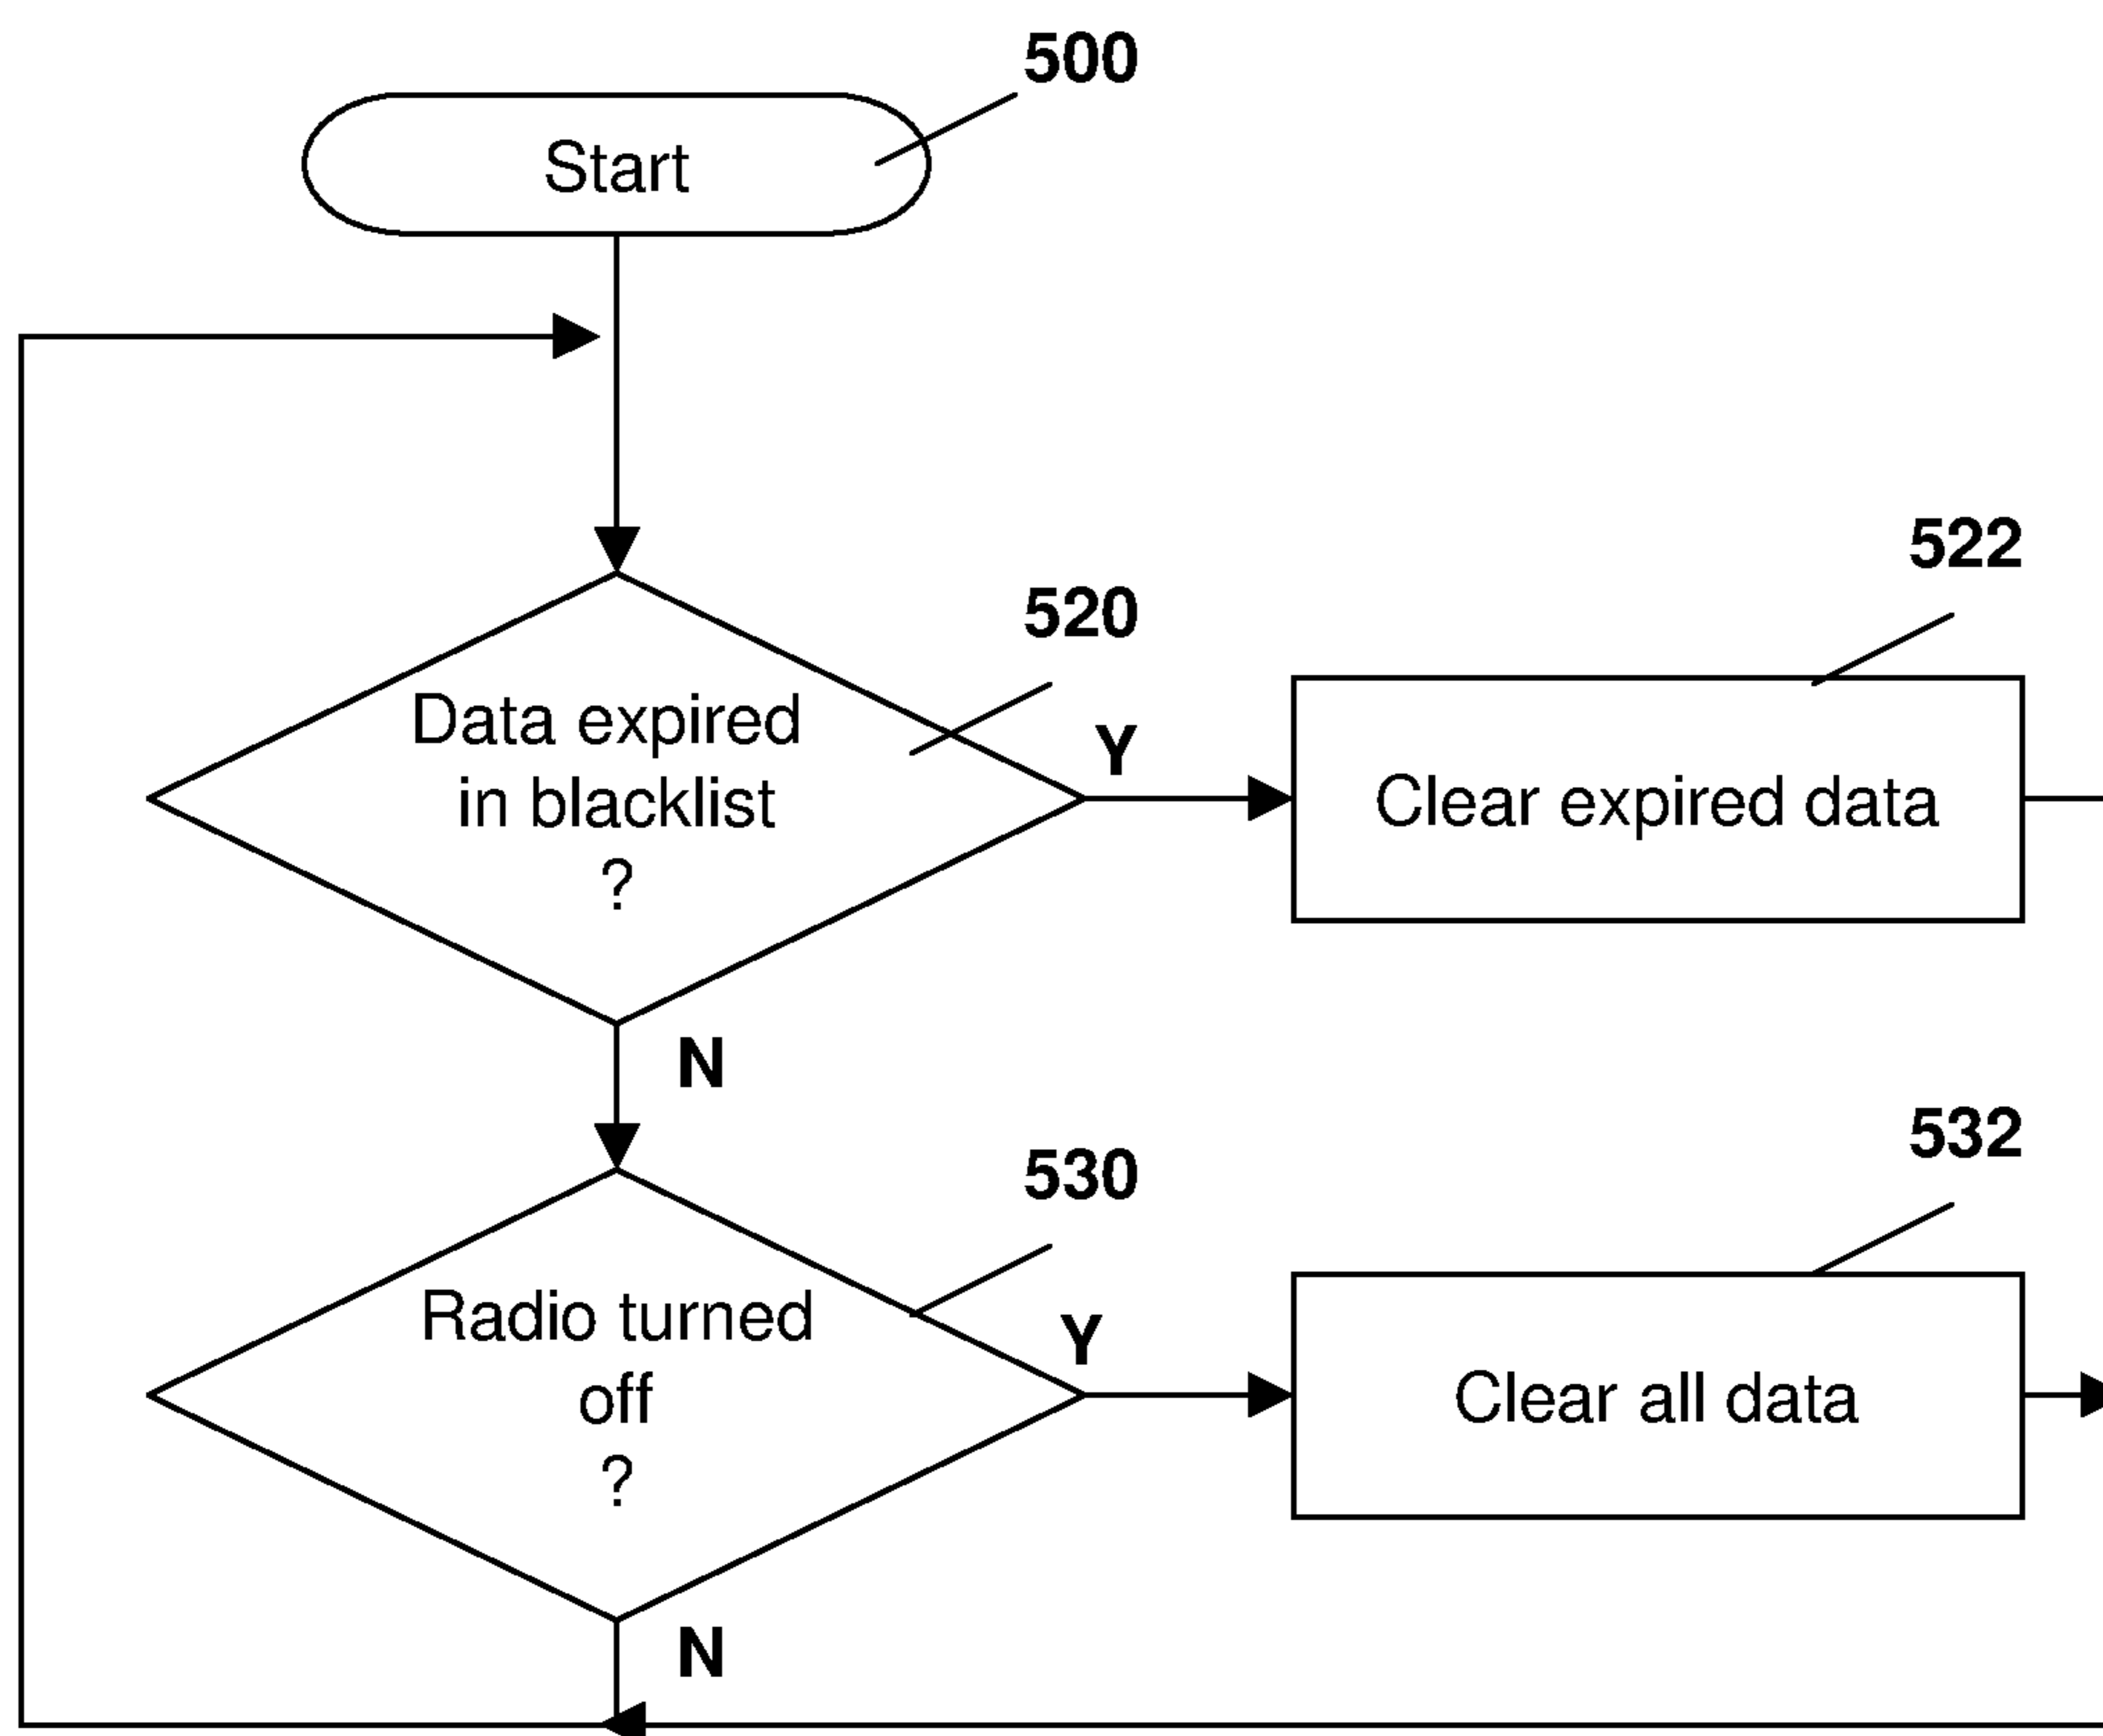 500
Start
522
520
Data expired
in blacklist
?
Y
Clear expired data
N
532
530
Radio turned
off
?
Y
Clear all data
N